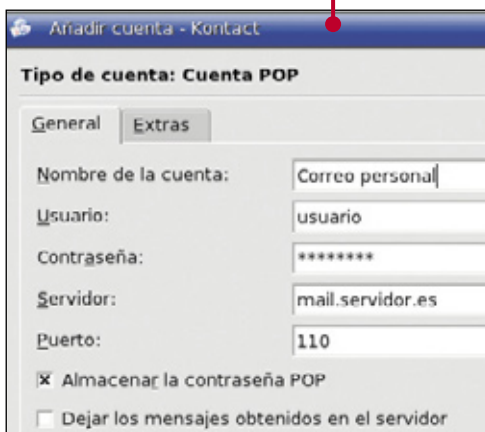 Añadir cuenta - Kontact
Tipo de cuenta: Cuenta POP
General Extras
Nombre de la cuenta: Correo personal
Usuario: usuario
Contraseña: ********
Servidor: mail.servidor.es
Puerto: 110
Almacenar la contraseña POP
Dejar los mensajes obtenidos en el servidor